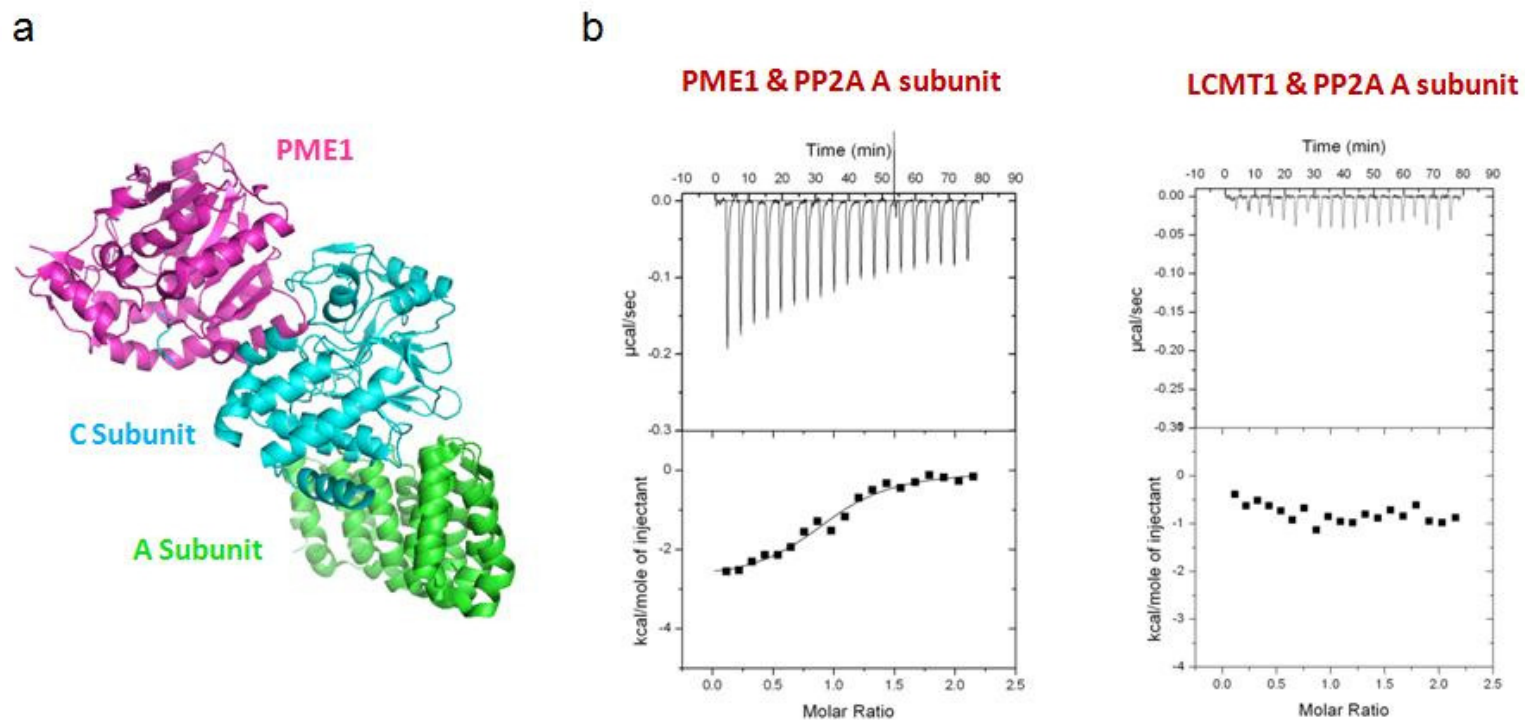 a
b
PME1
C Subunit
A Subunit
PME1 & PP2A A subunit
Time (min)
-10 0 10 20 30 40 50 60 70 80 90
0.0
-0.1
-0.2
-0.3
µcal/sec
0
-2
-4
kcal/mole of injectant
0.0 0.5 1.0 1.5 2.0 2.5
Molar Ratio
LCMT1 & PP2A A subunit
Time (min)
-10 0 10 20 30 40 50 60 70 80 90
0.00
-0.05
-0.10
-0.15
-0.20
-0.25
µcal/sec
0
-1
-2
-3
-4
kcal/mole of injectant
0.0 0.5 1.0 1.5 2.0 2.5
Molar Ratio